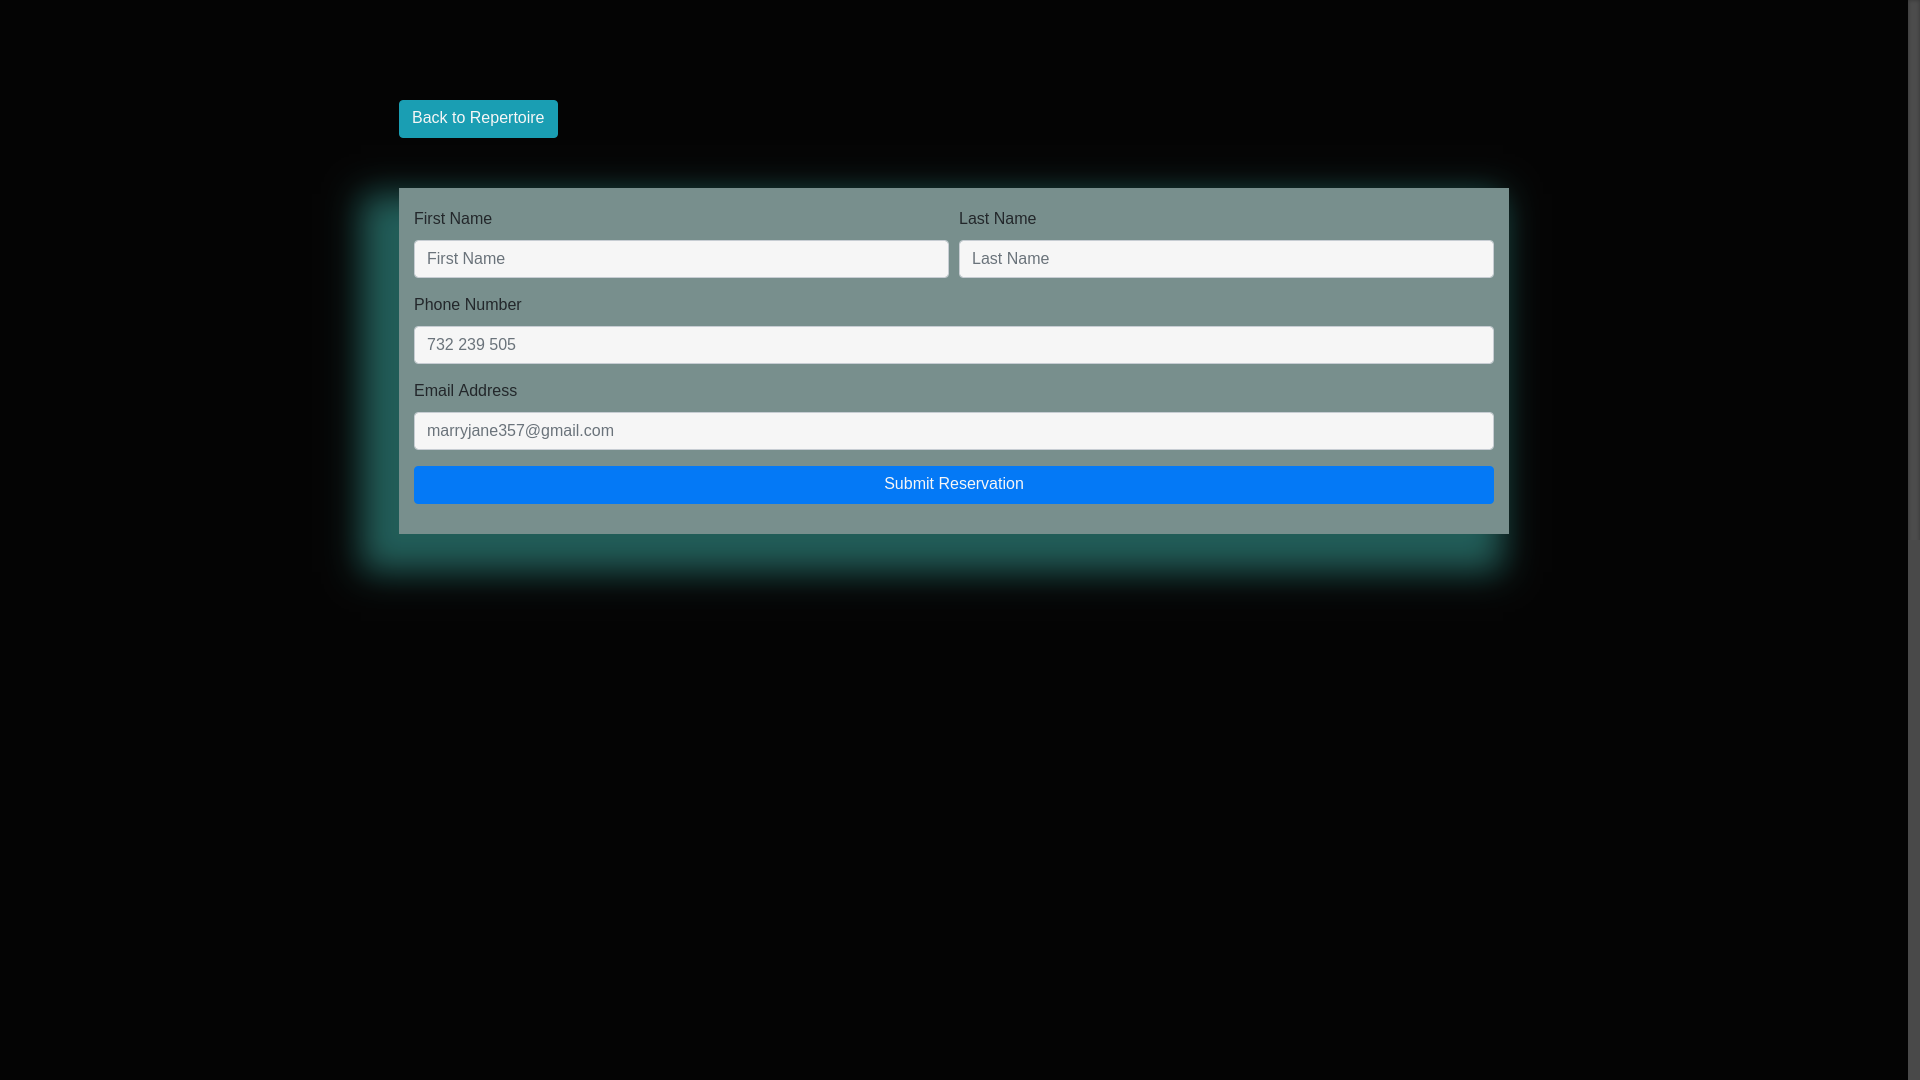 Back to Repertoire
First Name
Last Name
First Name
Last Name
Phone Number
732 239 505
Email Address
marryjane357@gmail.com
Submit Reservation